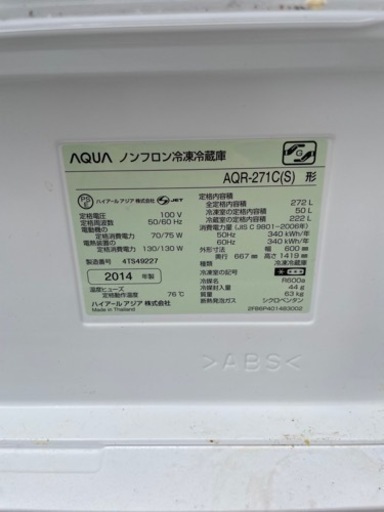 AQUA ノンフロン冷凍冷蔵庫
AQR-271C(S) 形
PS E
ハイアールアジア株式会社
JET
定格電圧 100 V
定格周波数 50/60 Hz
電動機の
定格消費電力 70/75 W
電熱装置の
定格消費電力 130/130 W
製造番号 4TS49227
2014 年製
温度ヒューズ
定格動作温度 76℃
ハイアールアジア株式会社
Made in Thailand
定格内容積
全定格内容積 272 L
冷凍室の定格内容積 50 L
冷蔵室の定格内容積 222 L
消費電力量 (JIS C 9801-2006年)
50Hz 340 kWh/年
60Hz 340 kWh/年
外形寸法 幅 600 mm
奥行 667 mm 高さ 1419 mm
種類 冷凍冷蔵庫
冷凍室の記号
冷媒 R600a
冷媒封入量 44 g
質量 63 kg
断熱発泡ガス シクロペンタン
2FB6P401483002
>ABS<